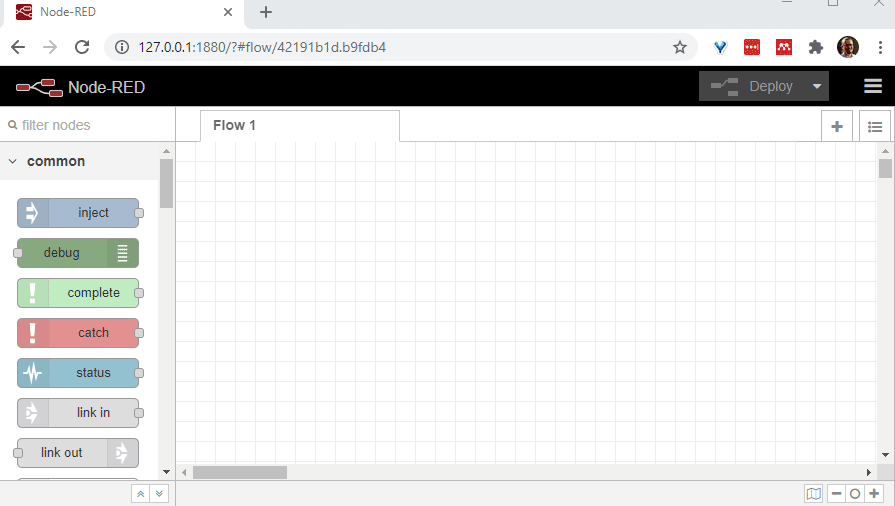 Node-RED
127.0.0.1:1880/?#flow/42191b1d.b9fdb4
Node-RED
Deploy
filter nodes
Flow 1
common
inject
debug
complete
catch
status
link in
link out